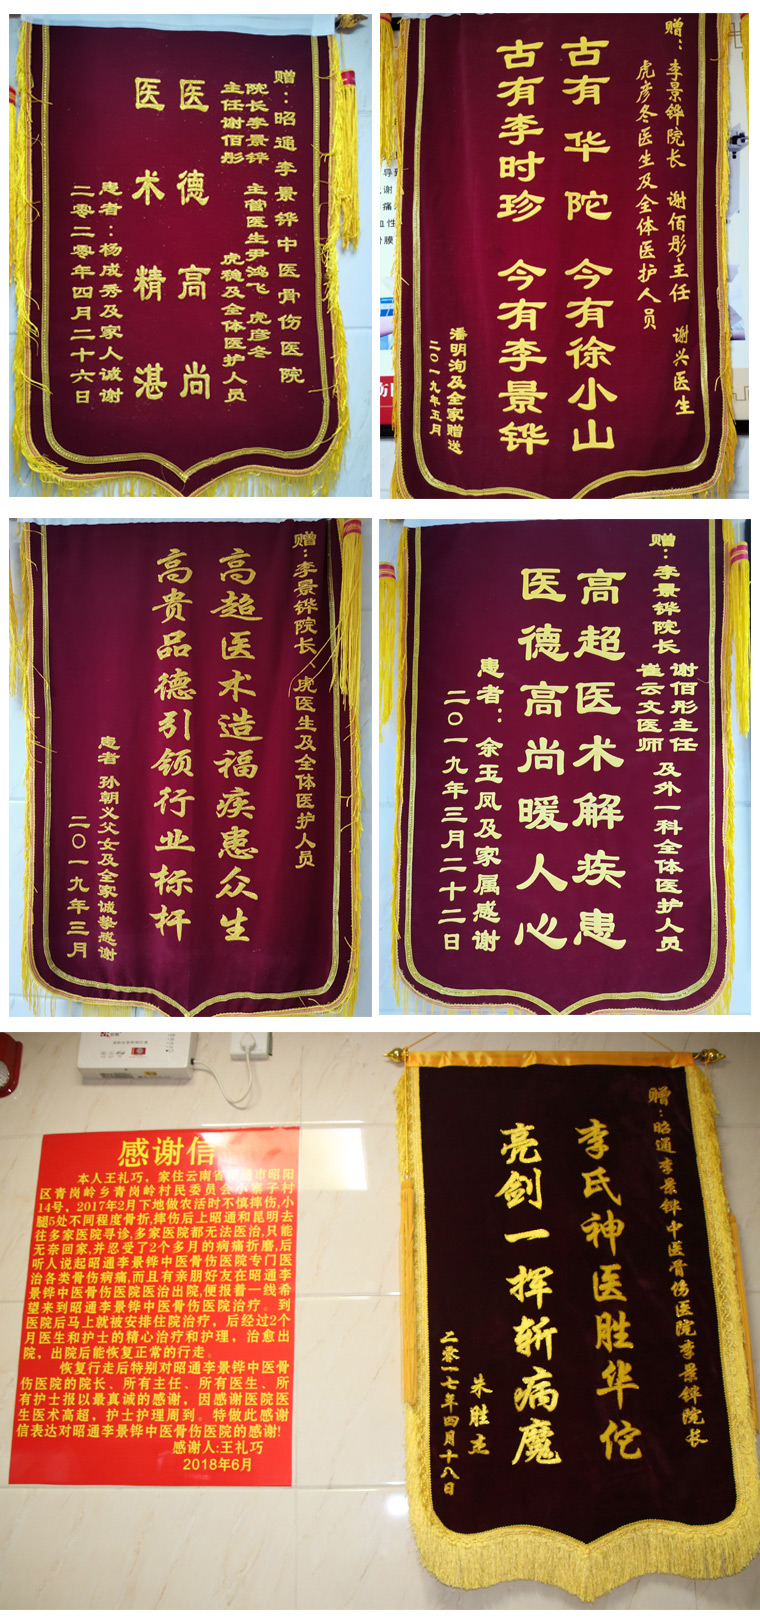 赠：昭通李景铧中医骨伤医院
院长李景铧 主管医生尹鸿飞 虎彦冬
主任谢佰彤 虎稳及全体医护人员
医德高尚
医术精湛
患者：杨成秀及家人诚谢
二零二零年四月二十六日
赠：李景铧院长 谢佰彤主任 谢兴医生
虎彦冬医生及全体医护人员
古有华陀 今有徐小山
古有李时珍 今有李景铧
潘明洵及全家赠送
二〇一九年五月
赠：李景铧院长、虎医生及全体医护人员
高超医术造福疾患众生
高贵品德引领行业标杆
患者 孙朝义父女及全家诚挚感谢
二〇一九年三月
赠：李景铧院长 谢佰彤主任
崔云文医师 及外一科全体医护人员
高超医术解疾患
医德高尚暖人心
患者：余玉凤及家属感谢
二〇一九年三月二十二日
感谢信
本人王礼巧，家住云南省昭通市昭阳
区青岗岭乡青岗岭村民委员会小寨子村
14号，2017年2月下地做农活时不慎摔伤，小
腿5处不同程度骨折，摔伤后上昭通和昆明去
往多家医院寻诊，多家医院都无法医治，只能
无奈回家，并忍受了2个多月的病痛折磨，后
听人说起昭通李景铧中医骨伤医院专门医
治各类骨伤病痛，而且有亲朋好友在昭通李
景铧中医骨伤医院医治出院，便报着一线希
望来到昭通李景铧中医骨伤医院治疗。到
医院后马上就被安排住院治疗，后经过2个
月医生和护士的精心治疗和护理，治愈出
院，出院后能恢复正常的行走。
恢复行走后特别对昭通李景铧中医骨
伤医院的院长、所有主任、所有医生、所
有护士报以最真诚的感谢，因感谢医院医生
医术高超，护士护理周到。特做此感谢
信表达对昭通李景铧中医骨伤医院的感谢！
感谢人：王礼巧
2018年6月
赠：昭通李景铧中医骨伤医院李景铧院长
李氏神医胜华佗
亮剑一挥斩病魔
朱胜杰
二零一七年四月十八日